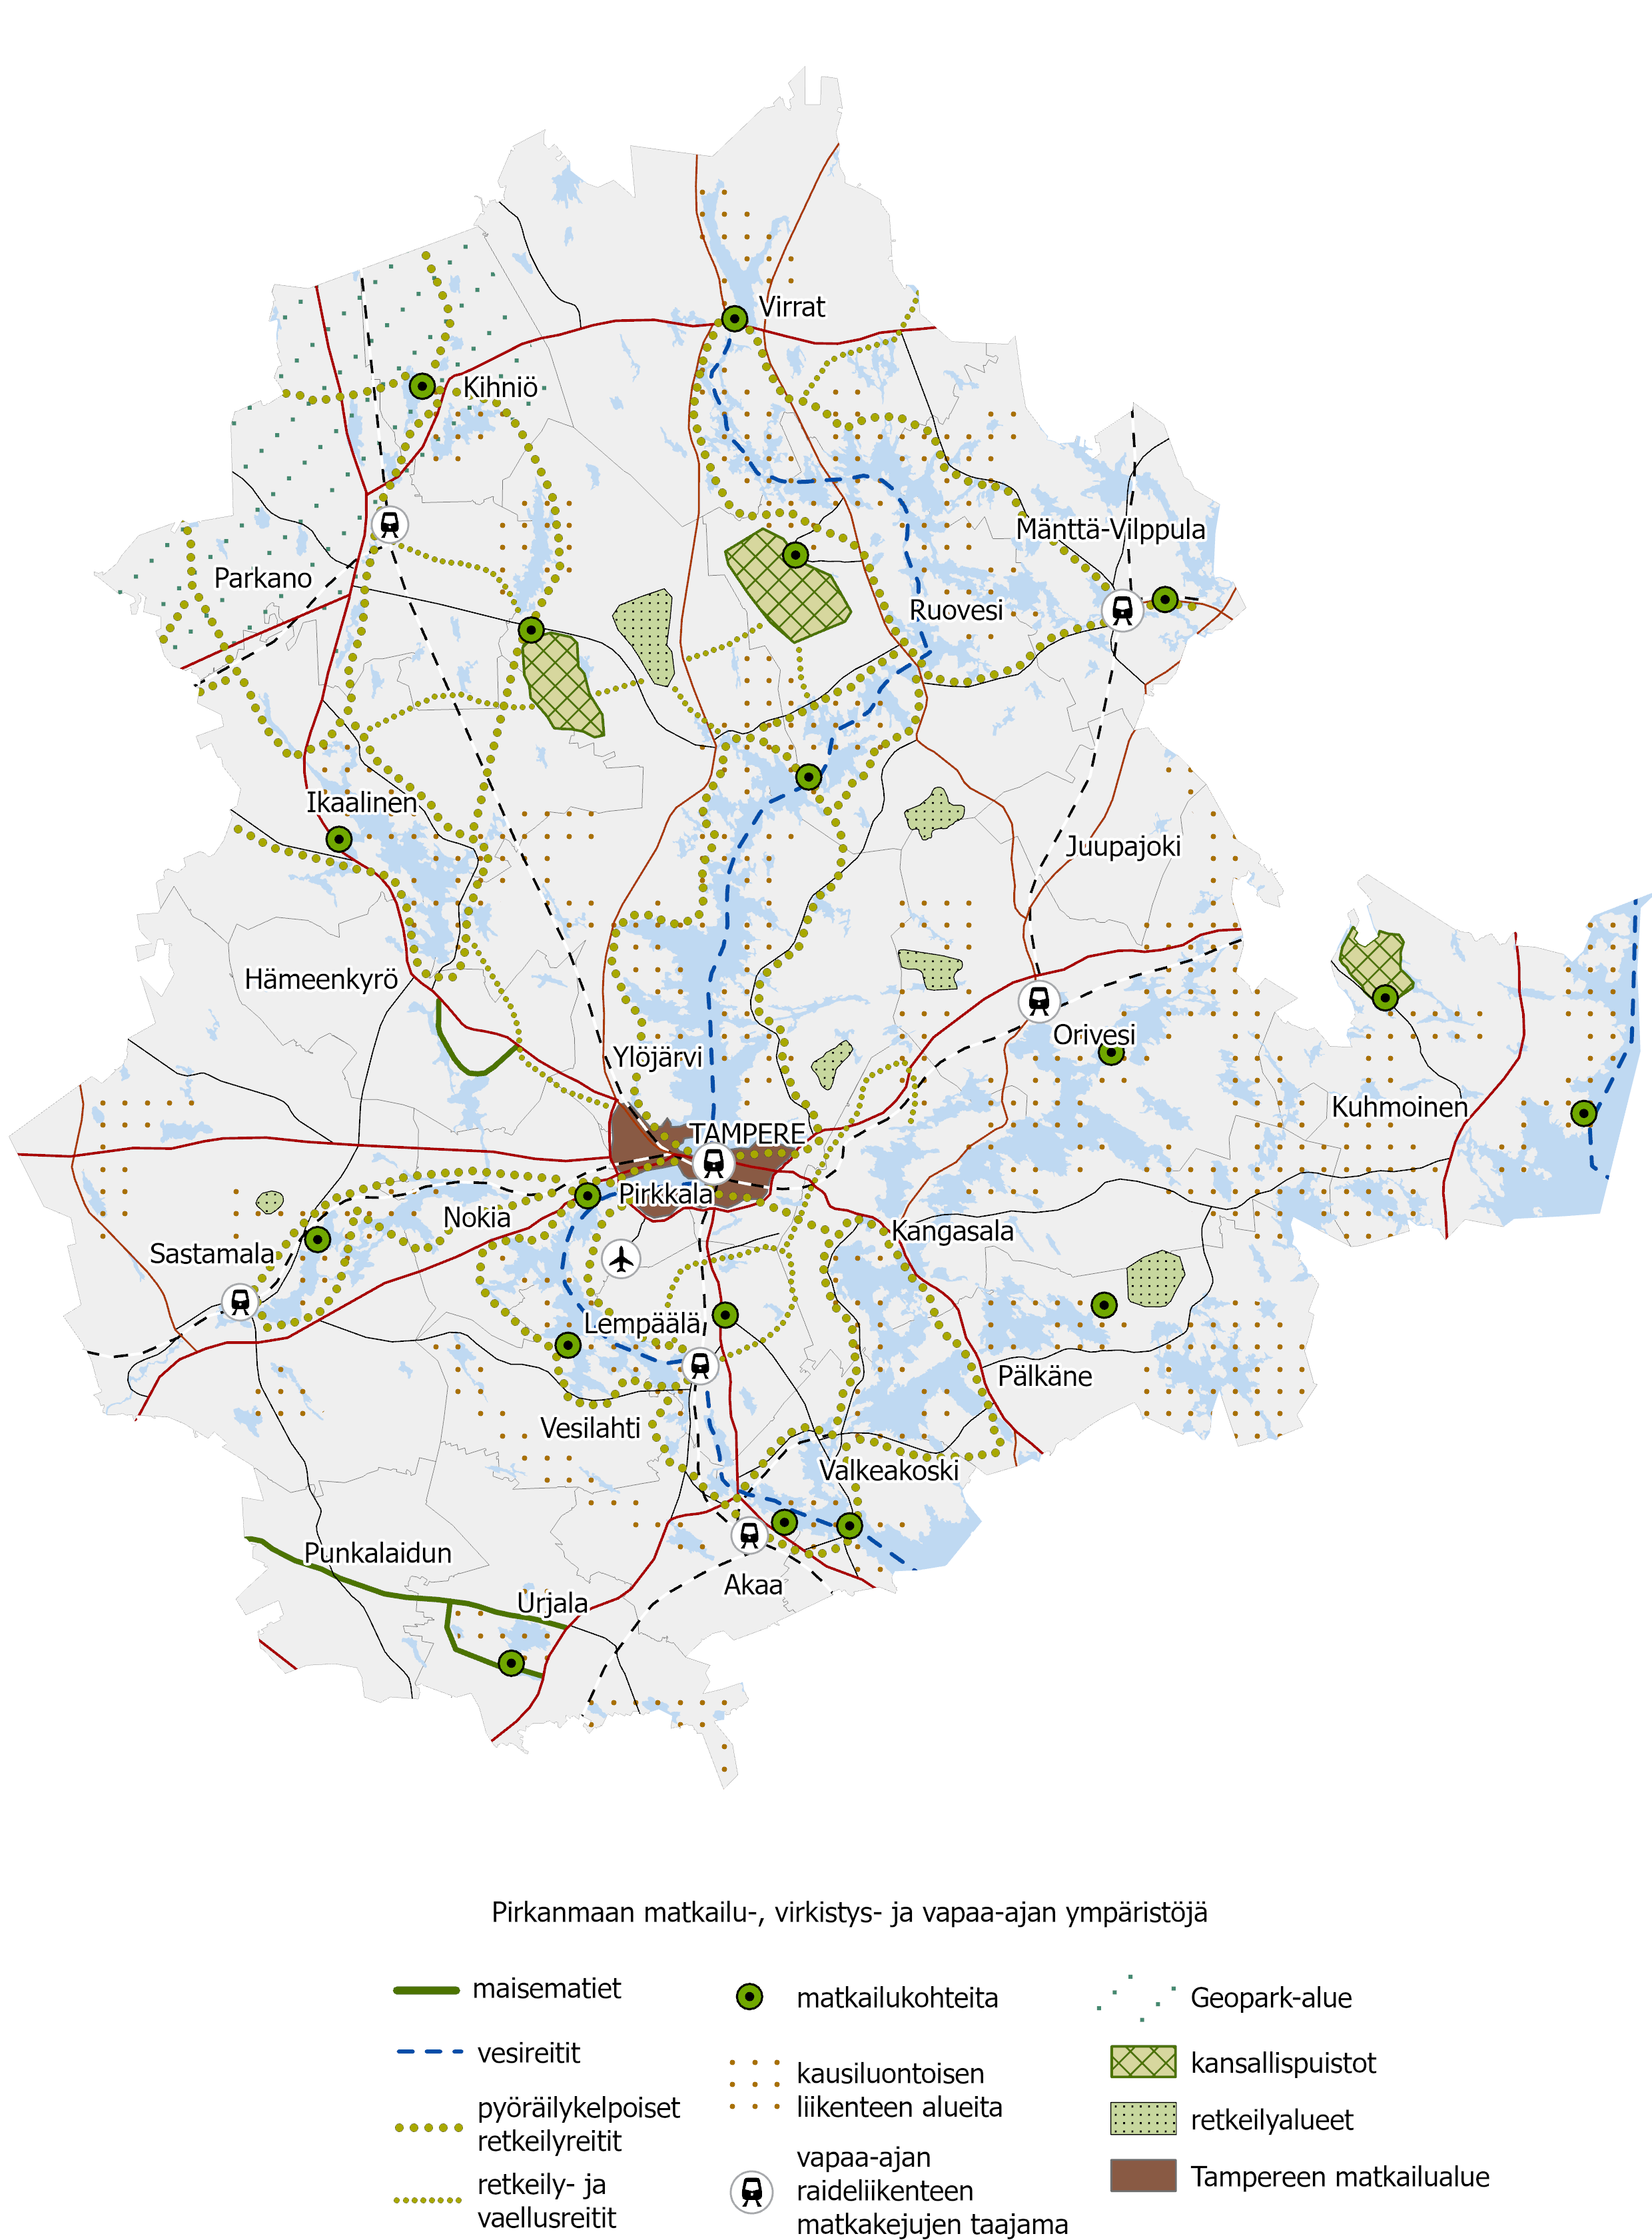 Virrat
Kihniö
Mänttä-Vilppula
Parkano
Ruovesi
Ikaalinen
Juupajoki
Hämeenkyrö
Orivesi
Ylöjärvi
Kuhmoinen
TAMPERE
Pirkkala
Nokia
Kangasala
Sastamala
Lempäälä
Pälkäne
Vesilahti
Valkeakoski
Punkalaidun
Akaa
Urjala
Pirkanmaan matkailu-, virkistys- ja vapaa-ajan ympäristöjä
maisematiet
vesireitit
pyöräilykelpoiset
retkeilyreitit
retkeily- ja
vaellusreitit
matkailukohteita
kausiluontoisen
liikenteen alueita
vapaa-ajan
raideliikenteen
matkakejujen taajama
Geopark-alue
kansallispuistot
retkeilyalueet
Tampereen matkailualue